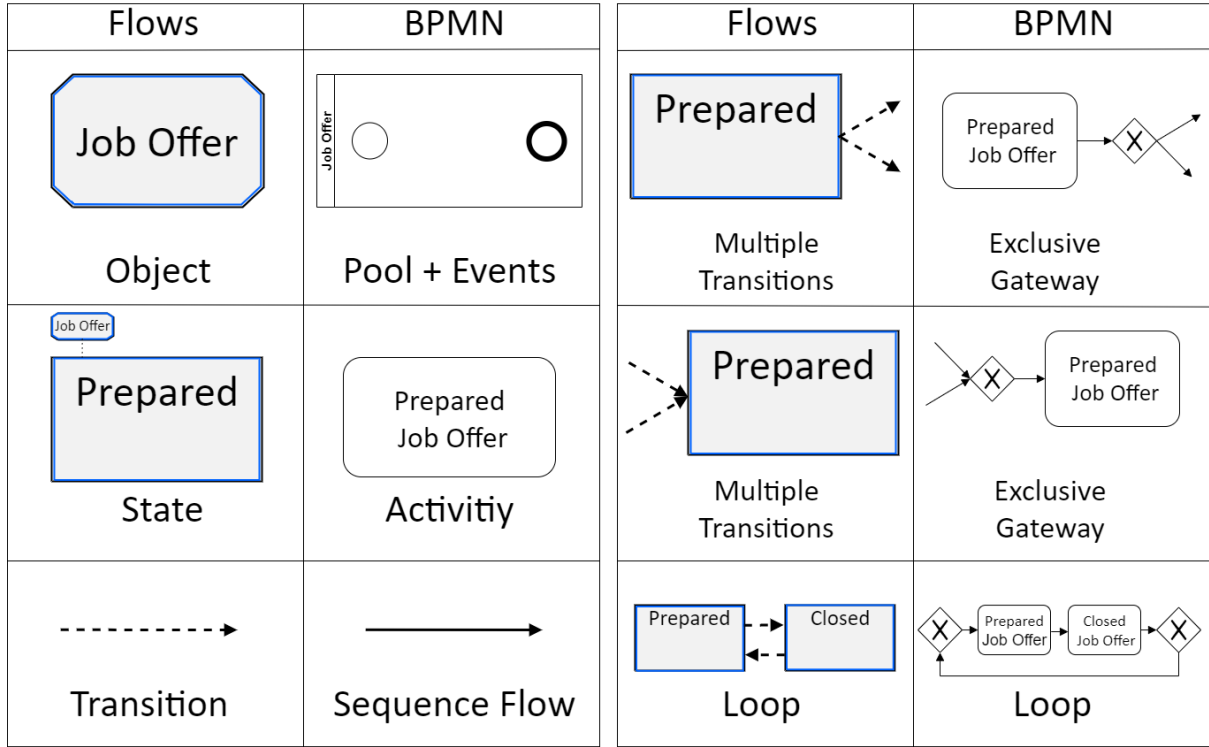 Flows
BPMN
Job Offer
Job Offer
Object
Pool + Events
Job Offer
Prepared
Prepared
Job Offer
State
Activitiy
Transition
Sequence Flow
Flows
BPMN
Prepared
Prepared
Job Offer
X
Multiple
Transitions
Exclusive
Gateway
Prepared
X
Prepared
Job Offer
Multiple
Transitions
Exclusive
Gateway
Prepared
Closed
X
Prepared
Job Offer
Closed
Job Offer
X
Loop
Loop